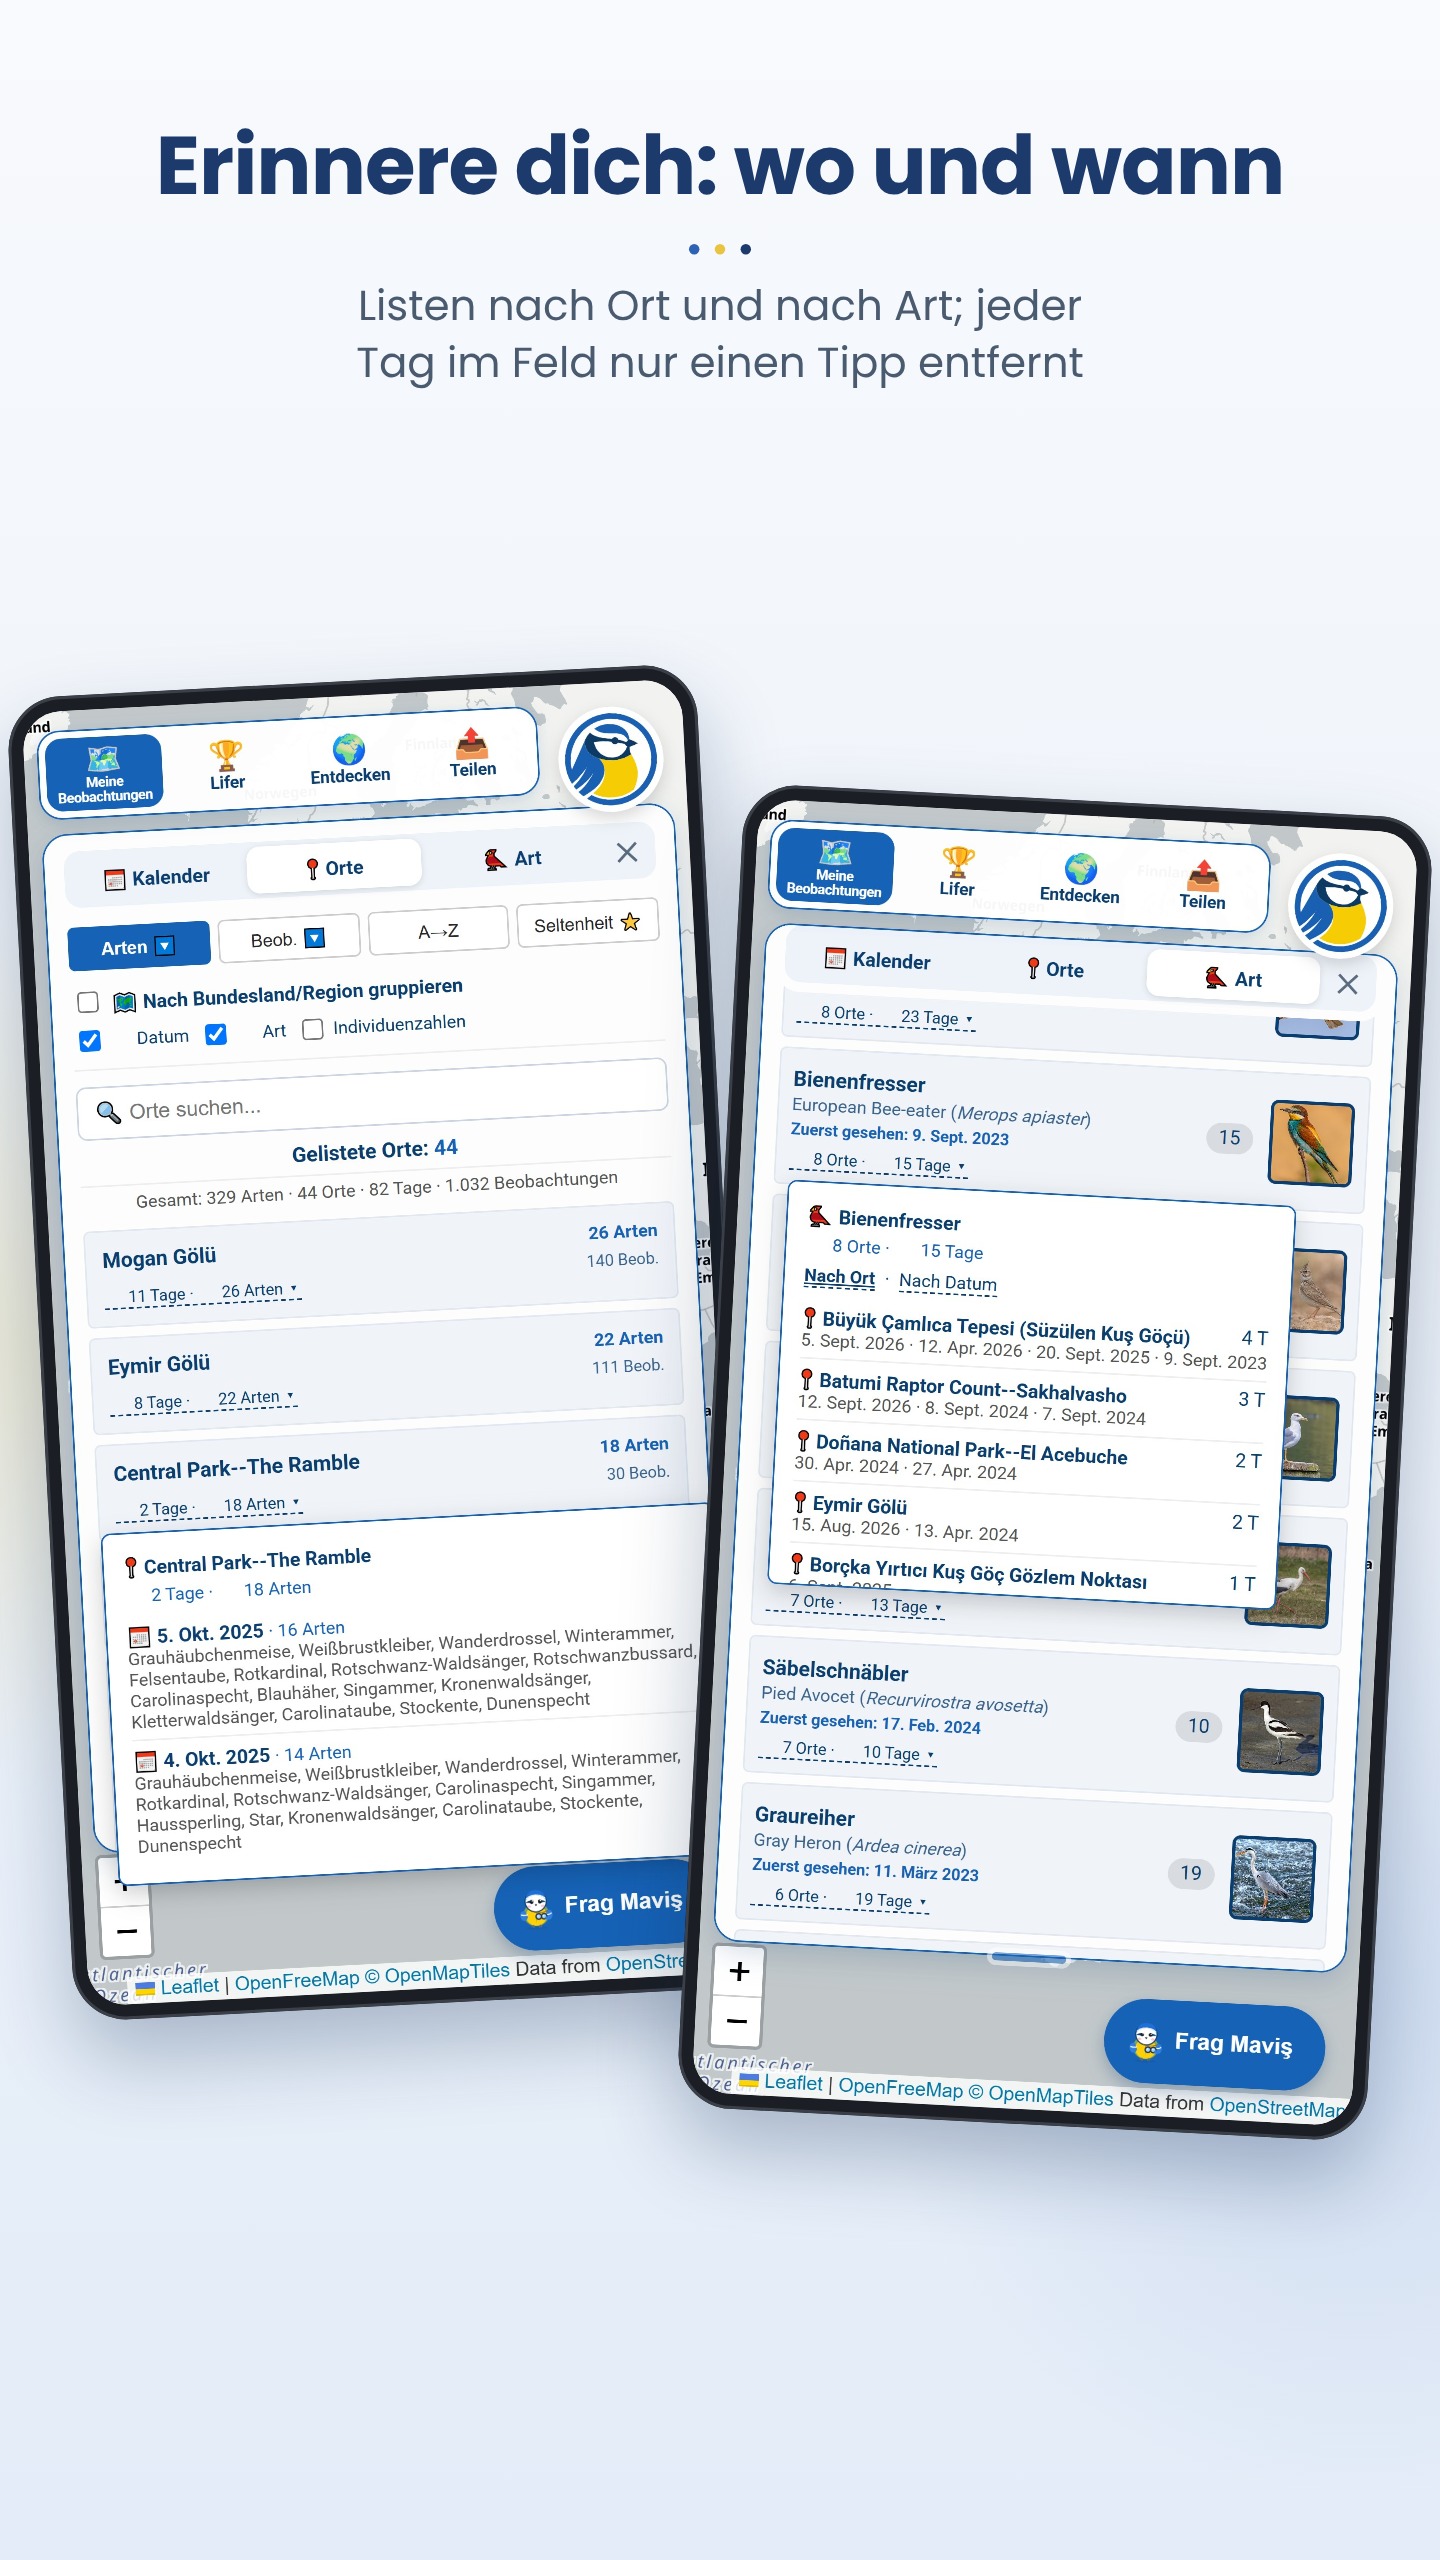 Erinnere dich: wo und wann
Listen nach Ort und nach Art; jeder
Tag im Feld nur einen Tipp entfernt
Meine
Beobachtungen
Lifer
Entdecken
Teilen
Kalender
Orte
Art
Arten
Beob.
A→Z
Seltenheit
Nach Bundesland/Region gruppieren
Datum
Art
Individuenzahlen
Orte suchen...
Gelistete Orte: 44
Gesamt: 329 Arten · 44 Orte · 82 Tage · 1.032 Beobachtungen
Mogan Gölü
26 Arten
140 Beob.
11 Tage · 26 Arten ▾
Eymir Gölü
22 Arten
111 Beob.
8 Tage · 22 Arten ▾
Central Park--The Ramble
18 Arten
30 Beob.
2 Tage · 18 Arten ▾
Central Park--The Ramble
2 Tage · 18 Arten
5. Okt. 2025 · 16 Arten
Grauhäubchenmeise, Weißbrustkleiber, Wanderdrossel, Winterammer,
Felsentaube, Rotkardinal, Rotschwanz-Waldsänger, Rotschwanzbussard,
Carolinaspecht, Blauhäher, Singammer, Kronenwaldsänger,
Kletterwaldsänger, Carolinataube, Stockente, Dunenspecht
4. Okt. 2025 · 14 Arten
Grauhäubchenmeise, Weißbrustkleiber, Wanderdrossel, Winterammer,
Rotkardinal, Rotschwanz-Waldsänger, Carolinaspecht, Singammer,
Haussperling, Star, Kronenwaldsänger, Carolinataube, Stockente,
Dunenspecht
+
−
Frag Maviş
Leaflet | OpenFreeMap © OpenMapTiles Data from OpenStre
Meine
Beobachtungen
Lifer
Entdecken
Teilen
Norwegen
Kalender
Orte
Art
8 Orte · 23 Tage ▾
Bienenfresser
European Bee-eater (Merops apiaster)
Zuerst gesehen: 9. Sept. 2023
8 Orte · 15 Tage ▾
15
Bienenfresser
8 Orte · 15 Tage
Nach Ort · Nach Datum
Büyük Çamlıca Tepesi (Süzülen Kuş Göçü)
4 T
5. Sept. 2026 · 12. Apr. 2026 · 20. Sept. 2025 · 9. Sept. 2023
Batumi Raptor Count--Sakhalvasho
3 T
12. Sept. 2026 · 8. Sept. 2024 · 7. Sept. 2024
Doñana National Park--El Acebuche
2 T
30. Apr. 2024 · 27. Apr. 2024
Eymir Gölü
2 T
15. Aug. 2026 · 13. Apr. 2024
Borçka Yırtıcı Kuş Göç Gözlem Noktası
1 T
7 Orte · 13 Tage ▾
Säbelschnäbler
Pied Avocet (Recurvirostra avosetta)
Zuerst gesehen: 17. Feb. 2024
7 Orte · 10 Tage ▾
10
Graureiher
Gray Heron (Ardea cinerea)
Zuerst gesehen: 11. März 2023
6 Orte · 19 Tage ▾
19
+
−
Frag Maviş
Leaflet | OpenFreeMap © OpenMapTiles Data from OpenStreetMap